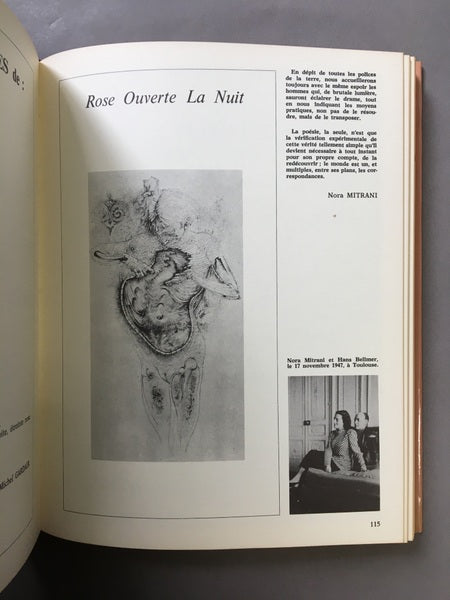 ES de :
Rose Ouverte La Nuit
En dépit de toutes les polices
de la terre, nous accueillerons
toujours avec le même espoir les
hommes qui, de brutale lumière,
sauront éclairer le drame, tout
en nous indiquant les moyens
pratiques, non pas de le résou-
dre, mais de le transposer.
La poésie, la seule, n'est que
la vérification expérimentale de
cette vérité tellement simple qu'il
devient nécessaire à tout instant
pour son propre compte, de la
redécouvrir ; le monde est un, et
multiples, entre ses plans, les cor-
respondances.
Nora MITRANI
Nora Mitrani et Hans Bellmer,
le 17 novembre 1947, à Toulouse.
Michel
115